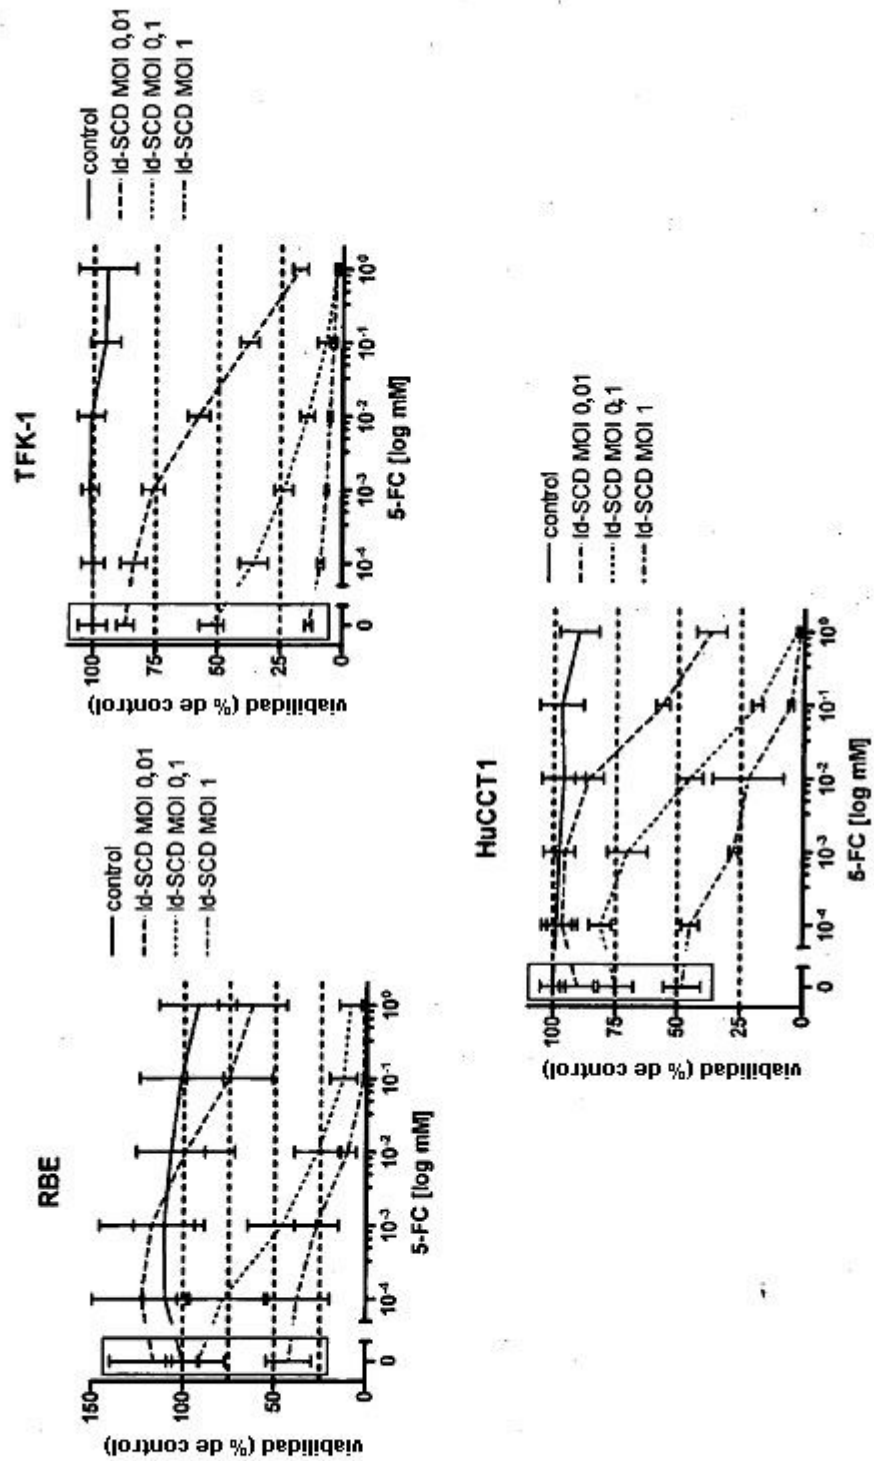 RBE
control
Id-SCD MOI 0,01
Id-SCD MOI 0,1
Id-SCD MOI 1
viabilidad (% de control)
150
100
50
0
0 10⁻⁴ 10⁻³ 10⁻² 10⁻¹ 10⁰
5-FC [log mM]
TFK-1
control
Id-SCD MOI 0,01
Id-SCD MOI 0,1
Id-SCD MOI 1
viabilidad (% de control)
100
75
50
25
0
0 10⁻⁴ 10⁻³ 10⁻² 10⁻¹ 10⁰
5-FC [log mM]
HuCCT1
control
Id-SCD MOI 0,01
Id-SCD MOI 0,1
Id-SCD MOI 1
viabilidad (% de control)
100
75
50
25
0
0 10⁻⁴ 10⁻³ 10⁻² 10⁻¹ 10⁰
5-FC [log mM]